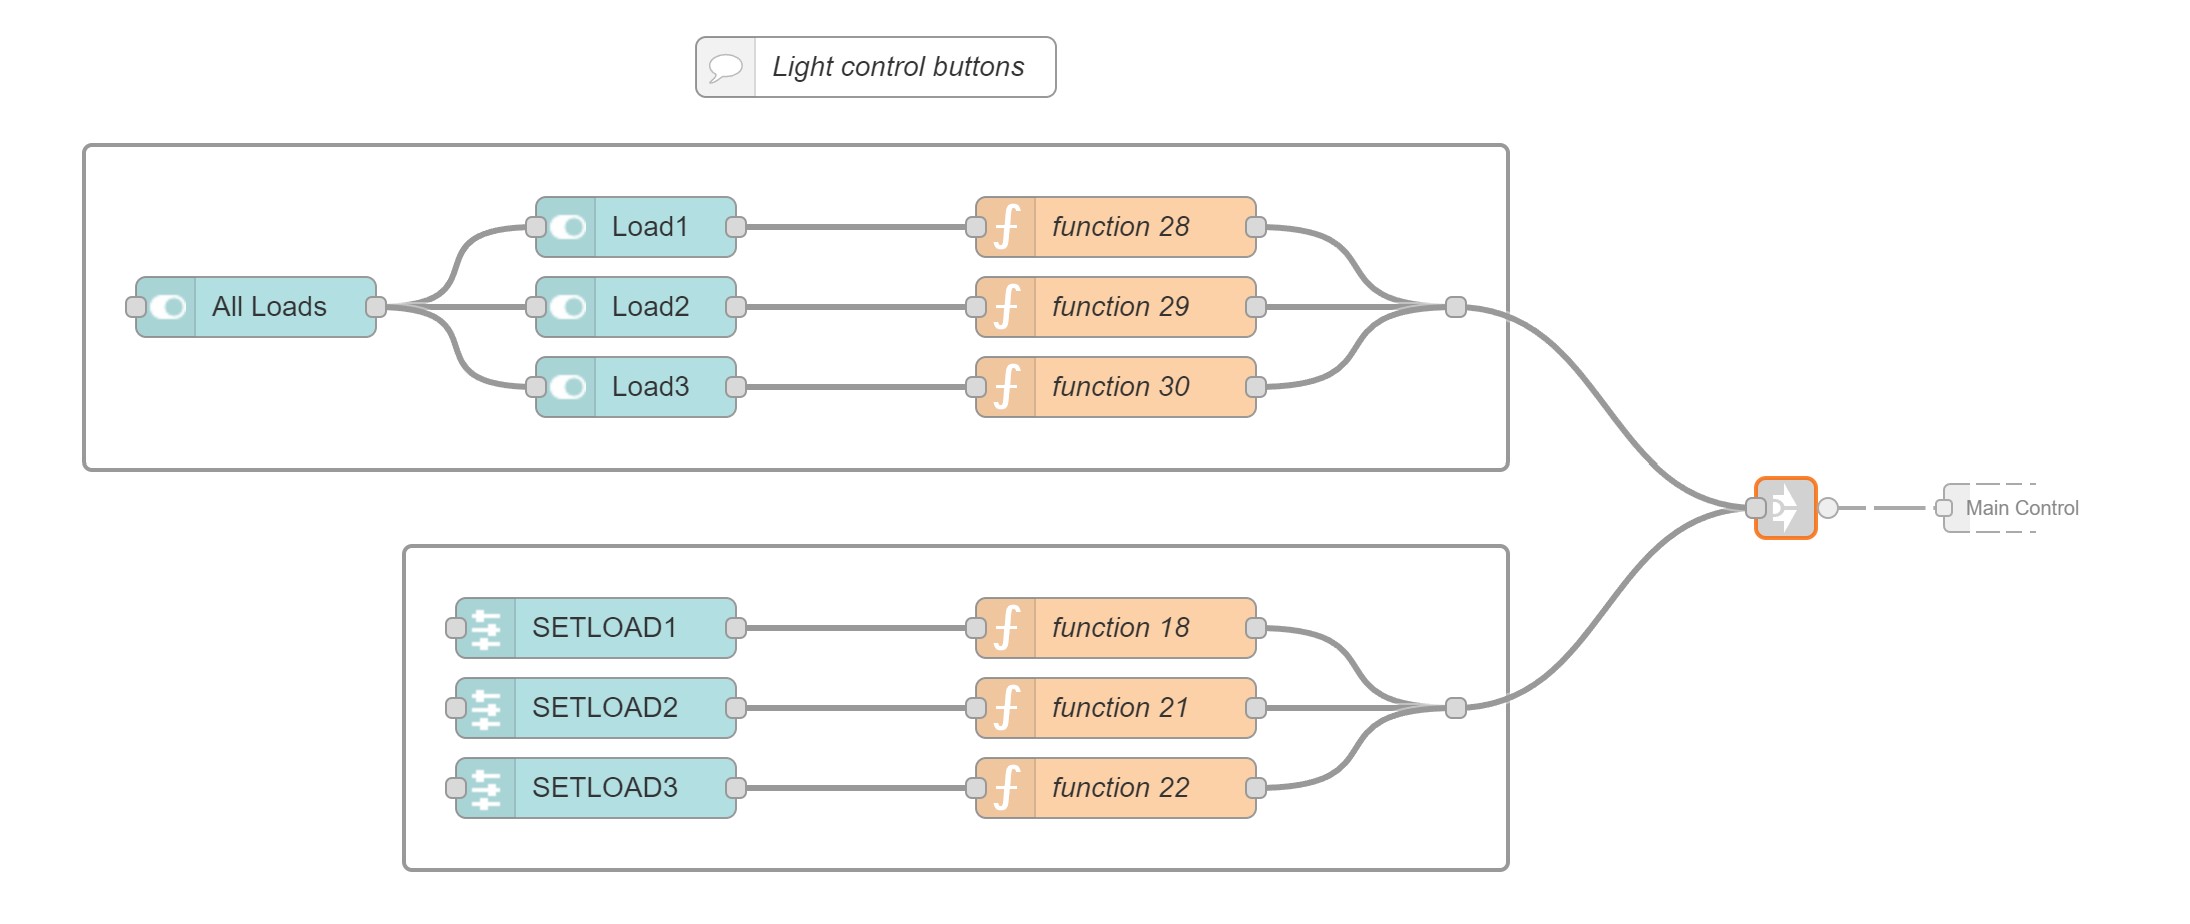 Light control buttons
Load1
function 28
All Loads
Load2
function 29
Load3
function 30
Main Control
SETLOAD1
function 18
SETLOAD2
function 21
SETLOAD3
function 22